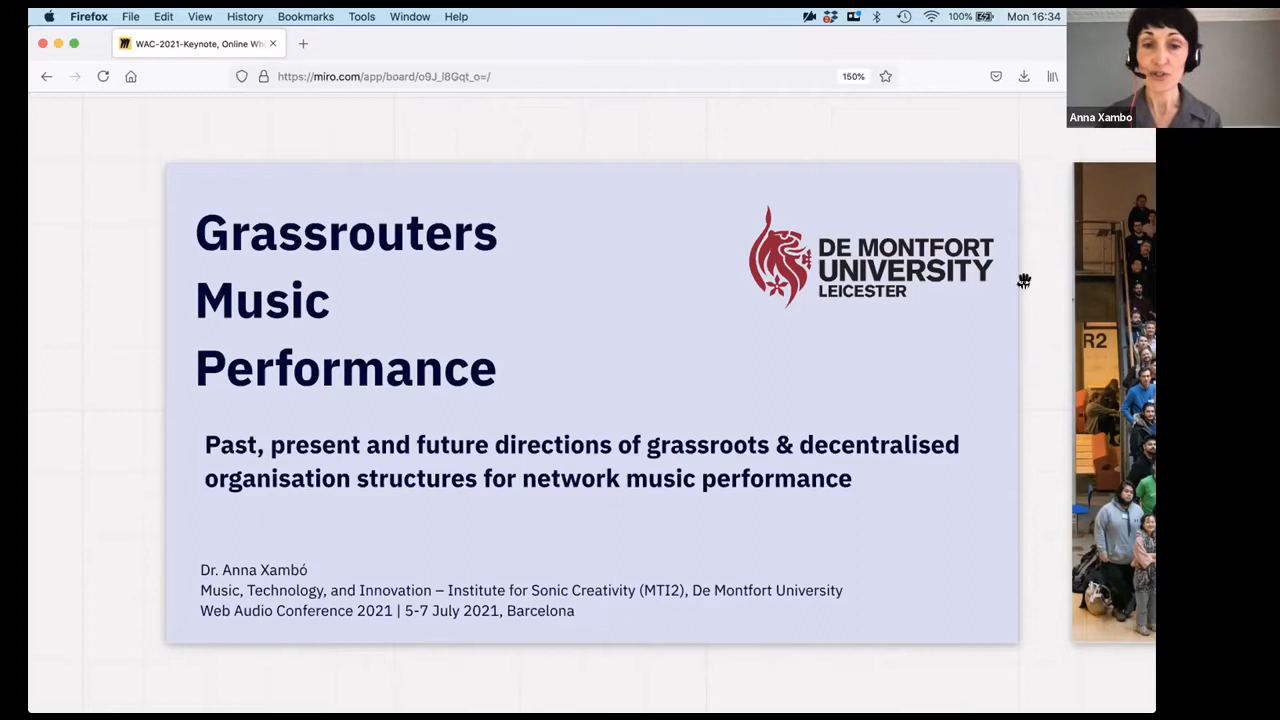 Firefox File Edit View History Bookmarks Tools Window Help 100% Mon 16:34
WAC-2021-Keynote, Online Wh
https://miro.com/app/board/o9J_l8Gqt_o=/
150%
Anna Xambo
Grassrouters
Music
Performance
DE MONTFORT
UNIVERSITY
LEICESTER
R2
Past, present and future directions of grassroots & decentralised
organisation structures for network music performance
Dr. Anna Xambó
Music, Technology, and Innovation – Institute for Sonic Creativity (MTI2), De Montfort University
Web Audio Conference 2021 | 5-7 July 2021, Barcelona